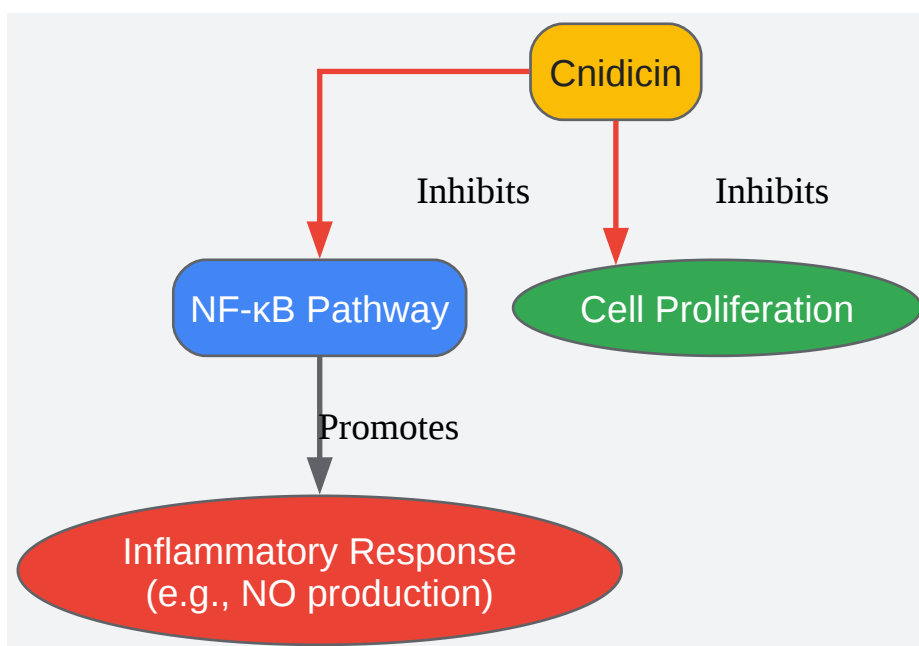 Cnidicin
Inhibits
Inhibits
NF-κB Pathway
Cell Proliferation
Promotes
Inflammatory Response
(e.g., NO production)